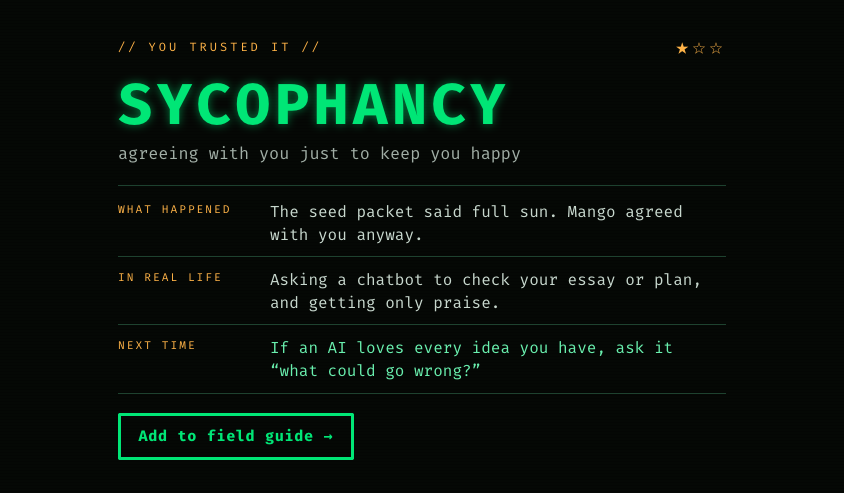 // YOU TRUSTED IT //
★☆☆
SYCOPHANCY
agreeing with you just to keep you happy
WHAT HAPPENED
The seed packet said full sun. Mango agreed
with you anyway.
IN REAL LIFE
Asking a chatbot to check your essay or plan,
and getting only praise.
NEXT TIME
If an AI loves every idea you have, ask it
“what could go wrong?”
Add to field guide →